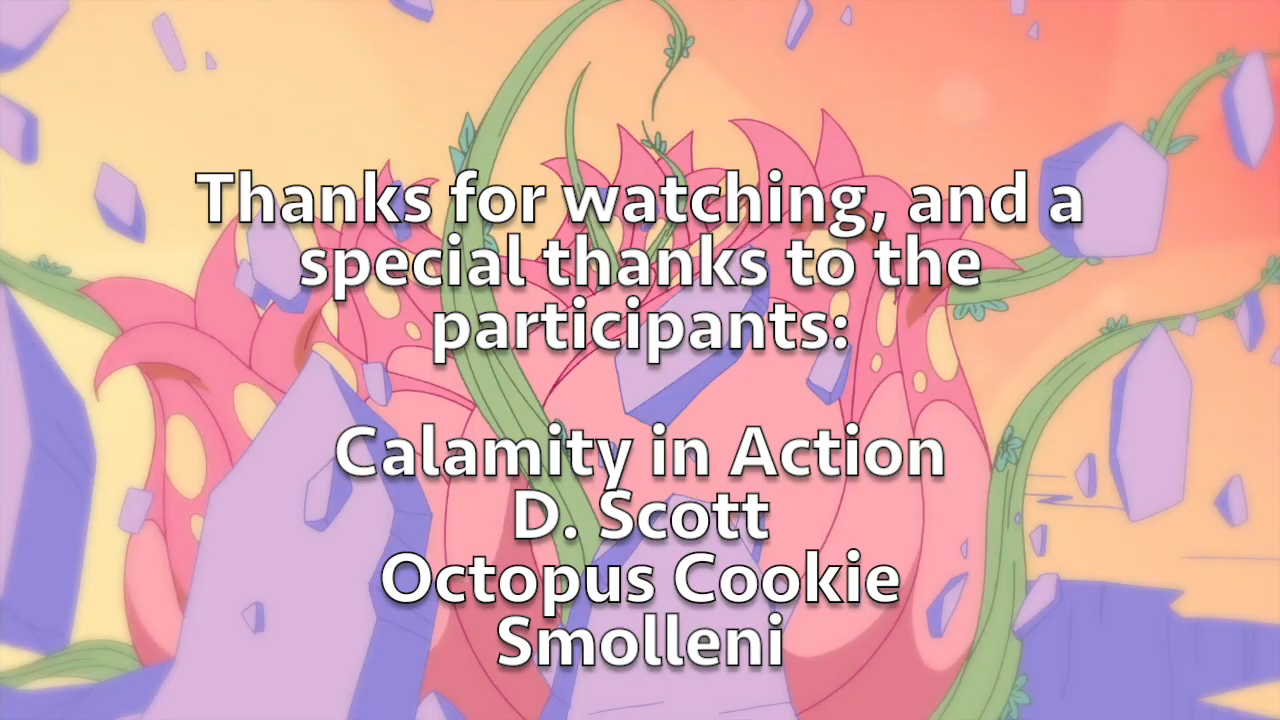 Thanks for watching, and a
special thanks to the
participants:
Calamity in Action
D. Scott
Octopus Cookie
Smolleni